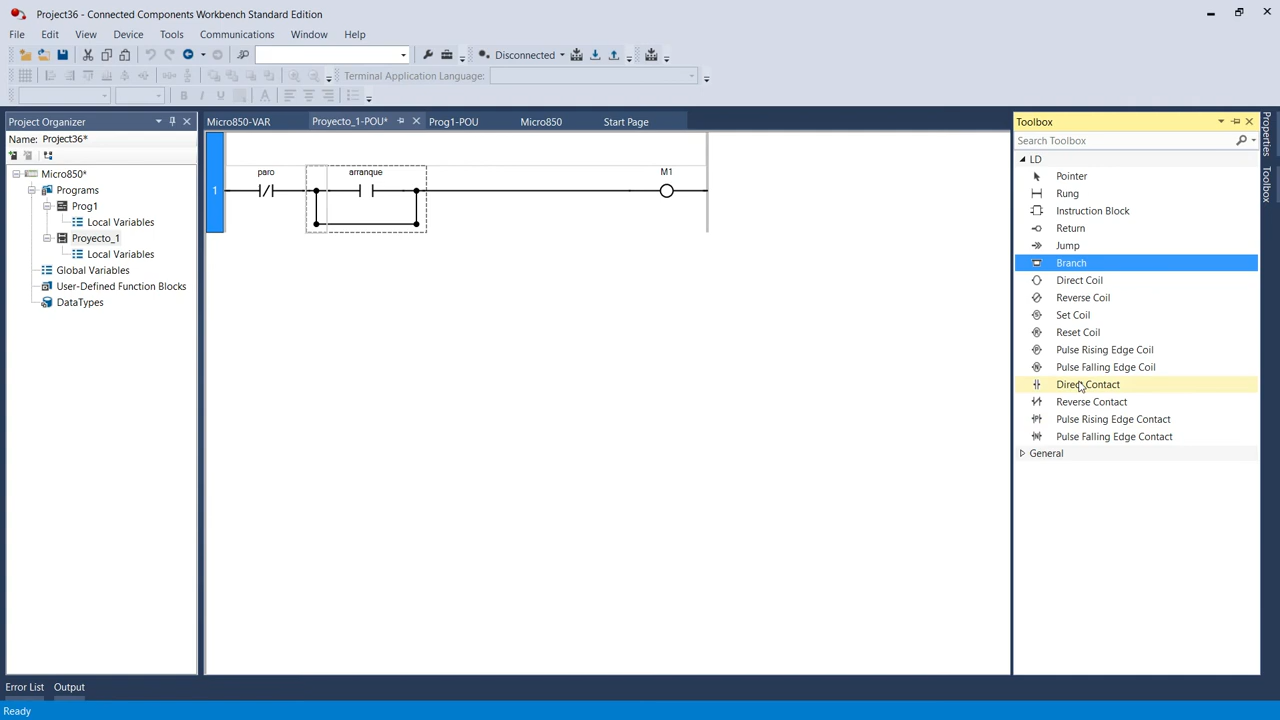 Project36 - Connected Components Workbench Standard Edition
File Edit View Device Tools Communications Window Help
Disconnected
Terminal Application Language:
Project Organizer
Name: Project36*
Micro850*
Programs
Prog1
Local Variables
Proyecto_1
Local Variables
Global Variables
User-Defined Function Blocks
DataTypes
Micro850-VAR Proyecto_1-POU* Prog1-POU Micro850 Start Page
paro arranque M1
1
Toolbox
Search Toolbox
LD
Pointer
Rung
Instruction Block
Return
Jump
Branch
Direct Coil
Reverse Coil
Set Coil
Reset Coil
Pulse Rising Edge Coil
Pulse Falling Edge Coil
Direct Contact
Reverse Contact
Pulse Rising Edge Contact
Pulse Falling Edge Contact
General
Properties
Toolbox
Error List Output
Ready